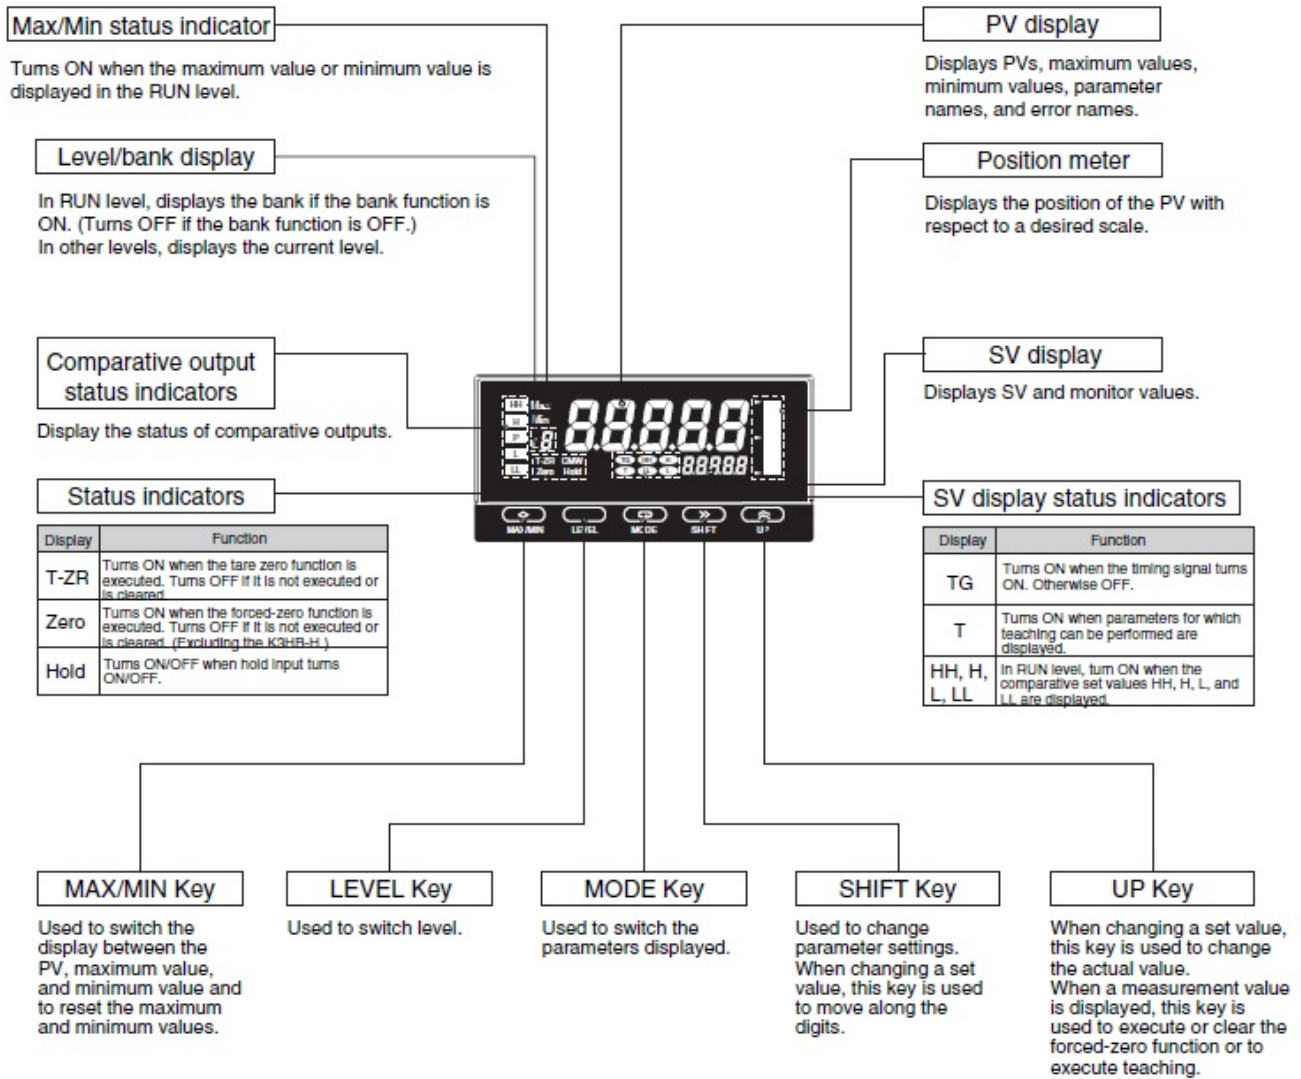 Max/Min status indicator
Turns ON when the maximum value or minimum value is
displayed in the RUN level.
Level/bank display
In RUN level, displays the bank if the bank function is
ON. (Turns OFF if the bank function is OFF.)
In other levels, displays the current level.
Comparative output
status indicators
Display the status of comparative outputs.
Status indicators
Display Function
T-ZR Turns ON when the tare zero function is
executed. Turns OFF if it is not executed or
is cleared
Zero Turns ON when the forced-zero function is
executed. Turns OFF if it is not executed or
is cleared. (Excluding the K3HB-H.)
Hold Turns ON/OFF when hold input turns
ON/OFF.
PV display
Displays PVs, maximum values,
minimum values, parameter
names, and error names.
Position meter
Displays the position of the PV with
respect to a desired scale.
SV display
Displays SV and monitor values.
SV display status indicators
Display Function
TG Turns ON when the timing signal turns
ON. Otherwise OFF.
T Turns ON when parameters for which
teaching can be performed are
displayed.
HH, H, L, LL In RUN level, turn ON when the
comparative set values HH, H, L, and
LL are displayed.
HH Max
H Min
P
L
LL
T-ZR CMW
Zero Hold
TG HH H
T LL L
88888
88888
MAX/MIN LEVEL MODE SHIFT UP
MAX/MIN Key
Used to switch the
display between the
PV, maximum value,
and minimum value and
to reset the maximum
and minimum values.
LEVEL Key
Used to switch level.
MODE Key
Used to switch the
parameters displayed.
SHIFT Key
Used to change
parameter settings.
When changing a set
value, this key is used
to move along the
digits.
UP Key
When changing a set value,
this key is used to change
the actual value.
When a measurement value
is displayed, this key is
used to execute or clear the
forced-zero function or to
execute teaching.